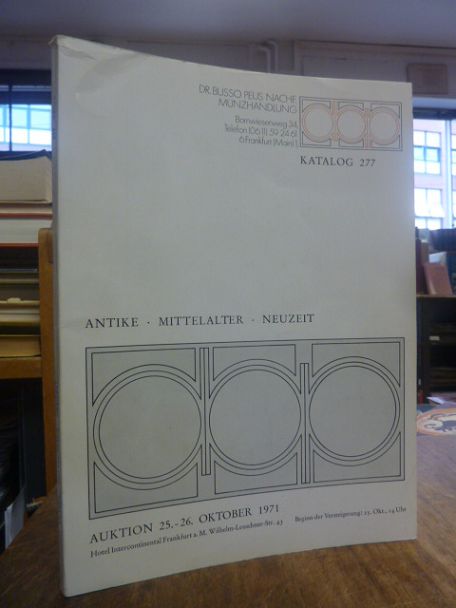 DR. BUSSO PEUS NACHF.
MÜNZHANDLUNG
Bornwiesenweg 34,
Telefon (0611) 59 24 61
6 Frankfurt (Main) 1
KATALOG 277
ANTIKE · MITTELALTER · NEUZEIT
AUKTION 25.-26. OKTOBER 1971
Hotel Intercontinental Frankfurt a. M. Wilhelm-Leuschner-Str. 43
Beginn der Versteigerung: 25. Okt., 14 Uhr